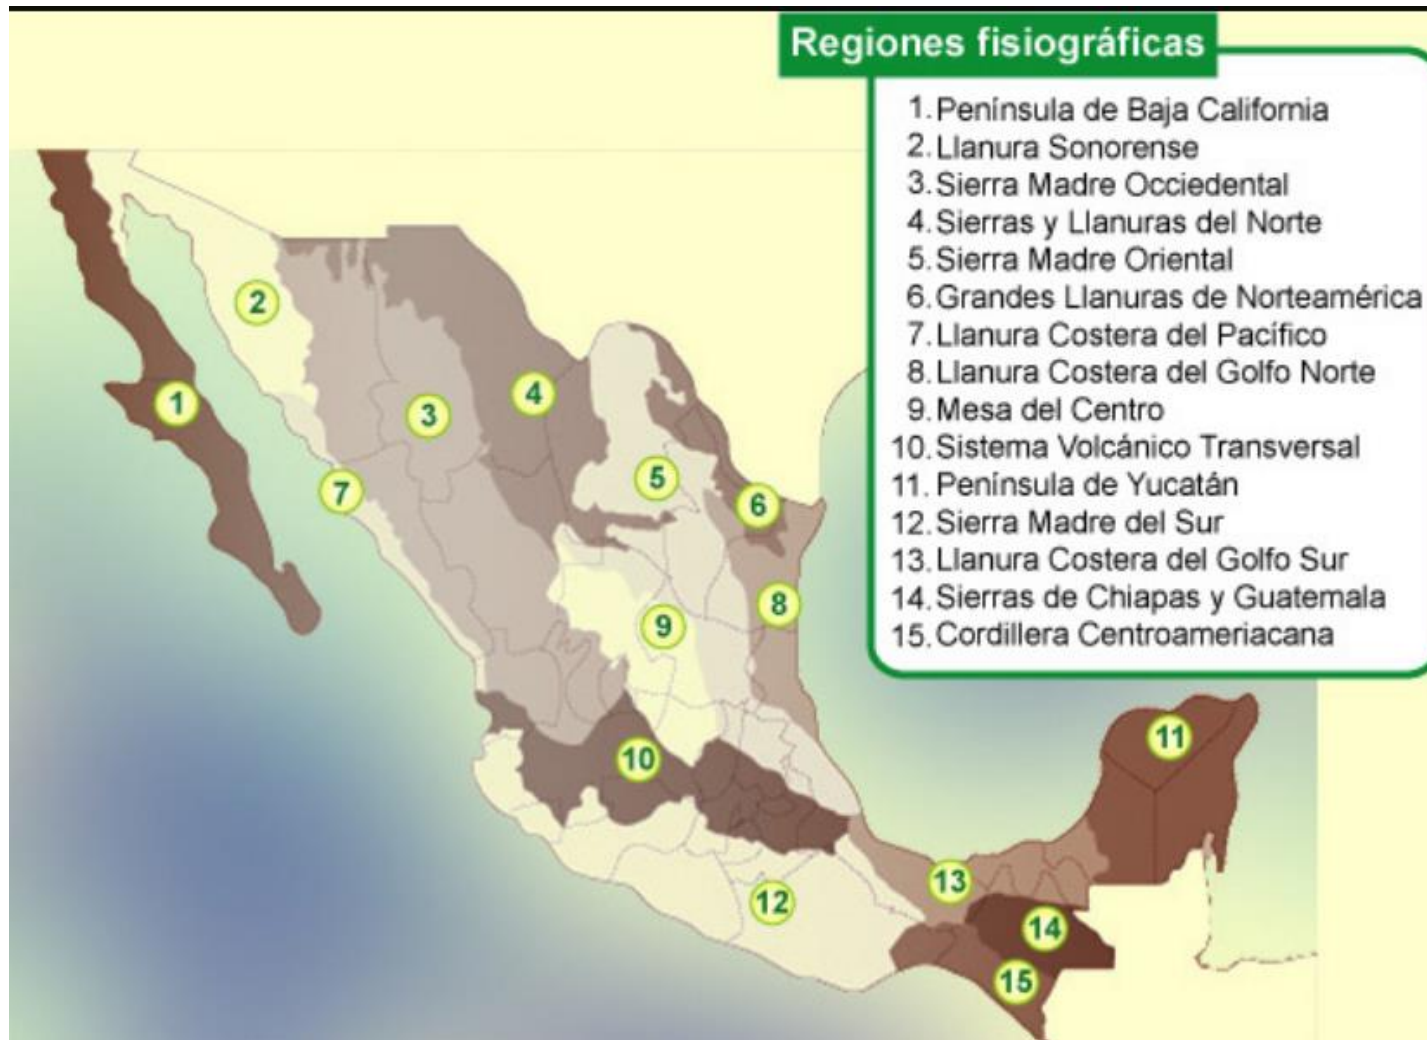 Regiones fisiográficas
1. Península de Baja California
2. Llanura Sonorense
3. Sierra Madre Occiedental
4. Sierras y Llanuras del Norte
5. Sierra Madre Oriental
6. Grandes Llanuras de Norteamérica
7. Llanura Costera del Pacífico
8. Llanura Costera del Golfo Norte
9. Mesa del Centro
10. Sistema Volcánico Transversal
11. Península de Yucatán
12. Sierra Madre del Sur
13. Llanura Costera del Golfo Sur
14. Sierras de Chiapas y Guatemala
15. Cordillera Centroameriacana
2
1
4
3
5
7
6
8
9
11
10
13
12
14
15